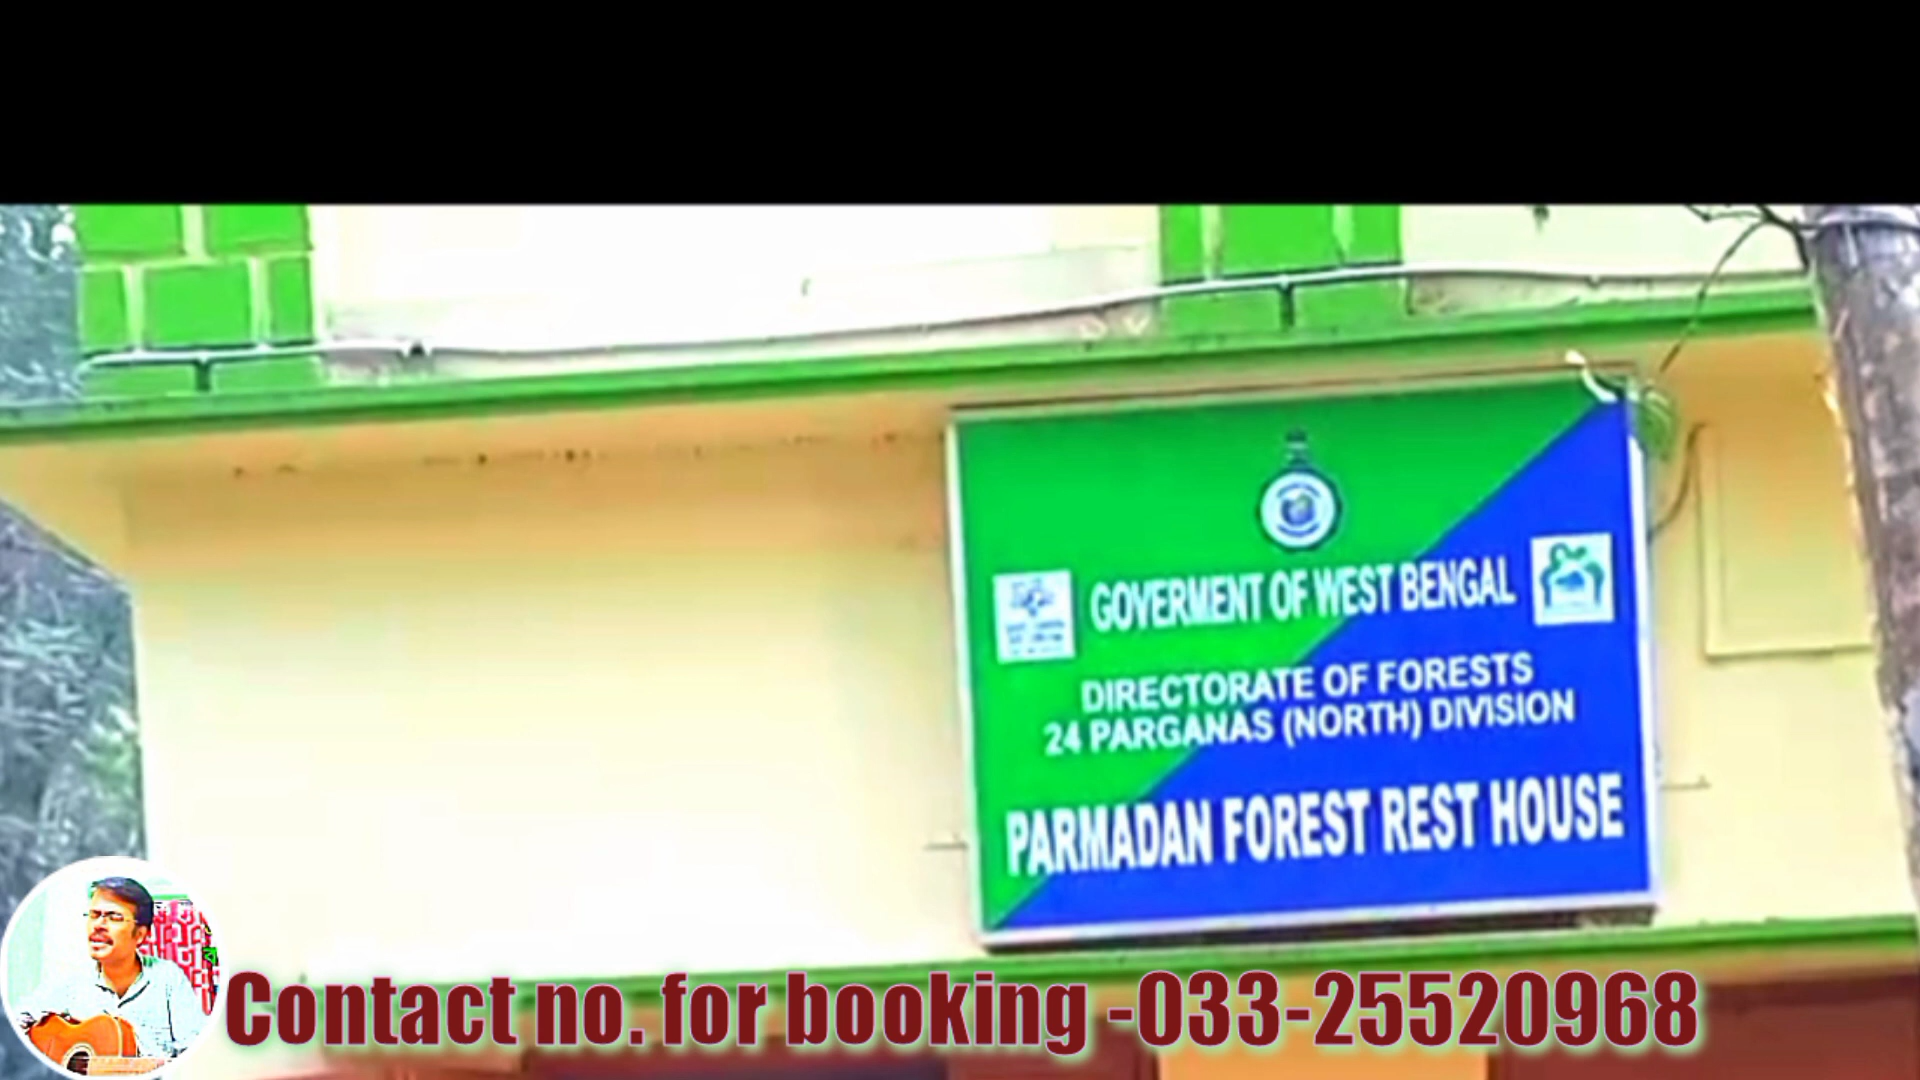 GOVERMENT OF WEST BENGAL
DIRECTORATE OF FORESTS
24 PARGANAS (NORTH) DIVISION
PARMADAN FOREST REST HOUSE
Contact no. for booking -033-25520968